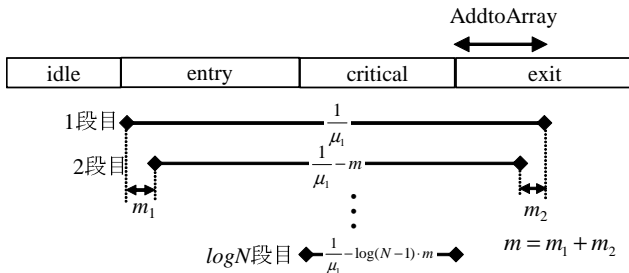 AddtoArray
idle entry critical exit
1段目 1/μ₁
2段目 1/μ₁ − m
m₁ m₂
⋮
logN段目 1/μ₁ − log(N−1)·m m = m₁ + m₂